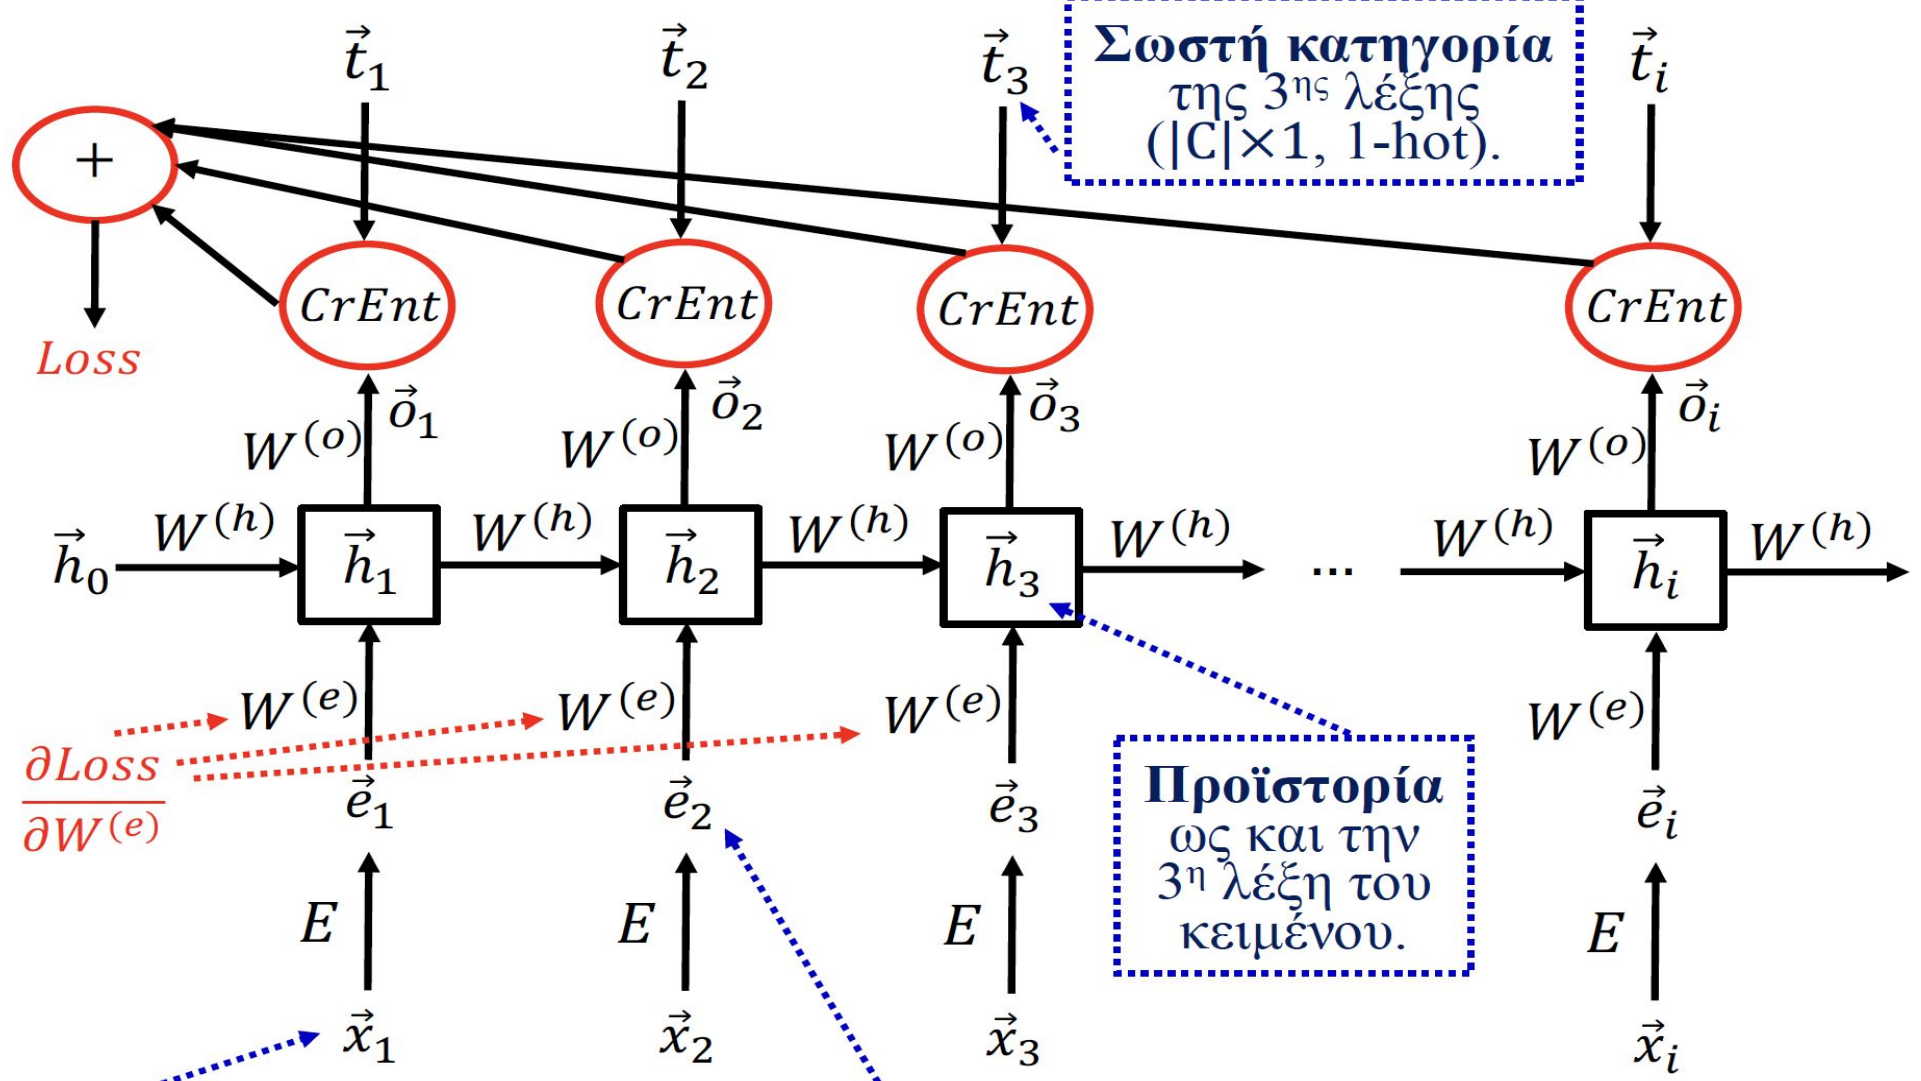 t⃗₁ t⃗₂ t⃗₃ t⃗ᵢ
Σωστή κατηγορία
της 3ης λέξης
(|C|×1, 1-hot).
+
CrEnt CrEnt CrEnt CrEnt
Loss
o⃗₁ o⃗₂ o⃗₃ o⃗ᵢ
W⁽ᵒ⁾ W⁽ᵒ⁾ W⁽ᵒ⁾ W⁽ᵒ⁾
W⁽ʰ⁾ W⁽ʰ⁾ W⁽ʰ⁾ W⁽ʰ⁾ W⁽ʰ⁾ W⁽ʰ⁾
h⃗₀ h⃗₁ h⃗₂ h⃗₃ ... h⃗ᵢ
W⁽ᵉ⁾ W⁽ᵉ⁾ W⁽ᵉ⁾ W⁽ᵉ⁾
∂Loss
∂W⁽ᵉ⁾
Προϊστορία
ως και την
3η λέξη του
κειμένου.
e⃗₁ e⃗₂ e⃗₃ e⃗ᵢ
E E E E
x⃗₁ x⃗₂ x⃗₃ x⃗ᵢ